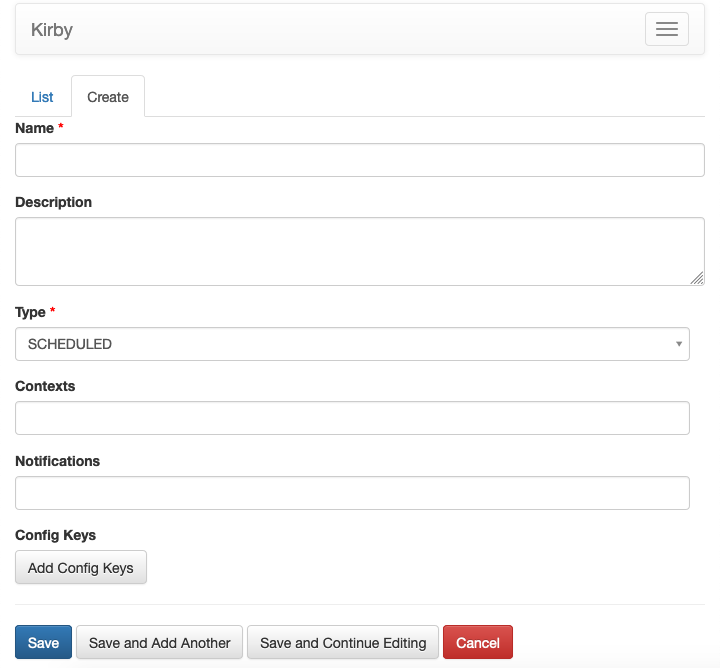 Kirby
List Create
Name *
Description
Type *
SCHEDULED
Contexts
Notifications
Config Keys
Add Config Keys
Save Save and Add Another Save and Continue Editing Cancel